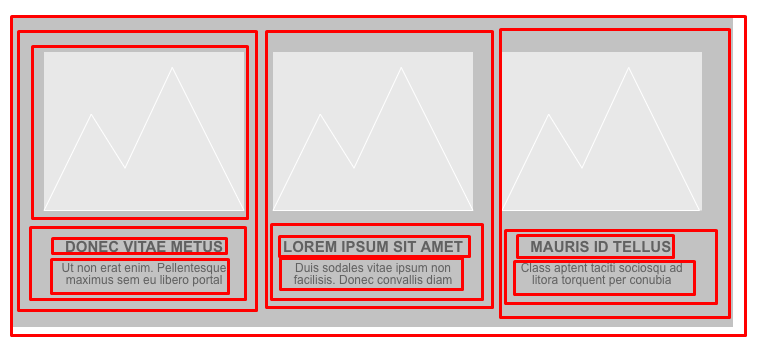 DONEC VITAE METUS
Ut non erat enim. Pellentesque
maximus sem eu libero portal
LOREM IPSUM SIT AMET
Duis sodales vitae ipsum non
facilisis. Donec convallis diam
MAURIS ID TELLUS
Class aptent taciti sociosqu ad
litora torquent per conubia